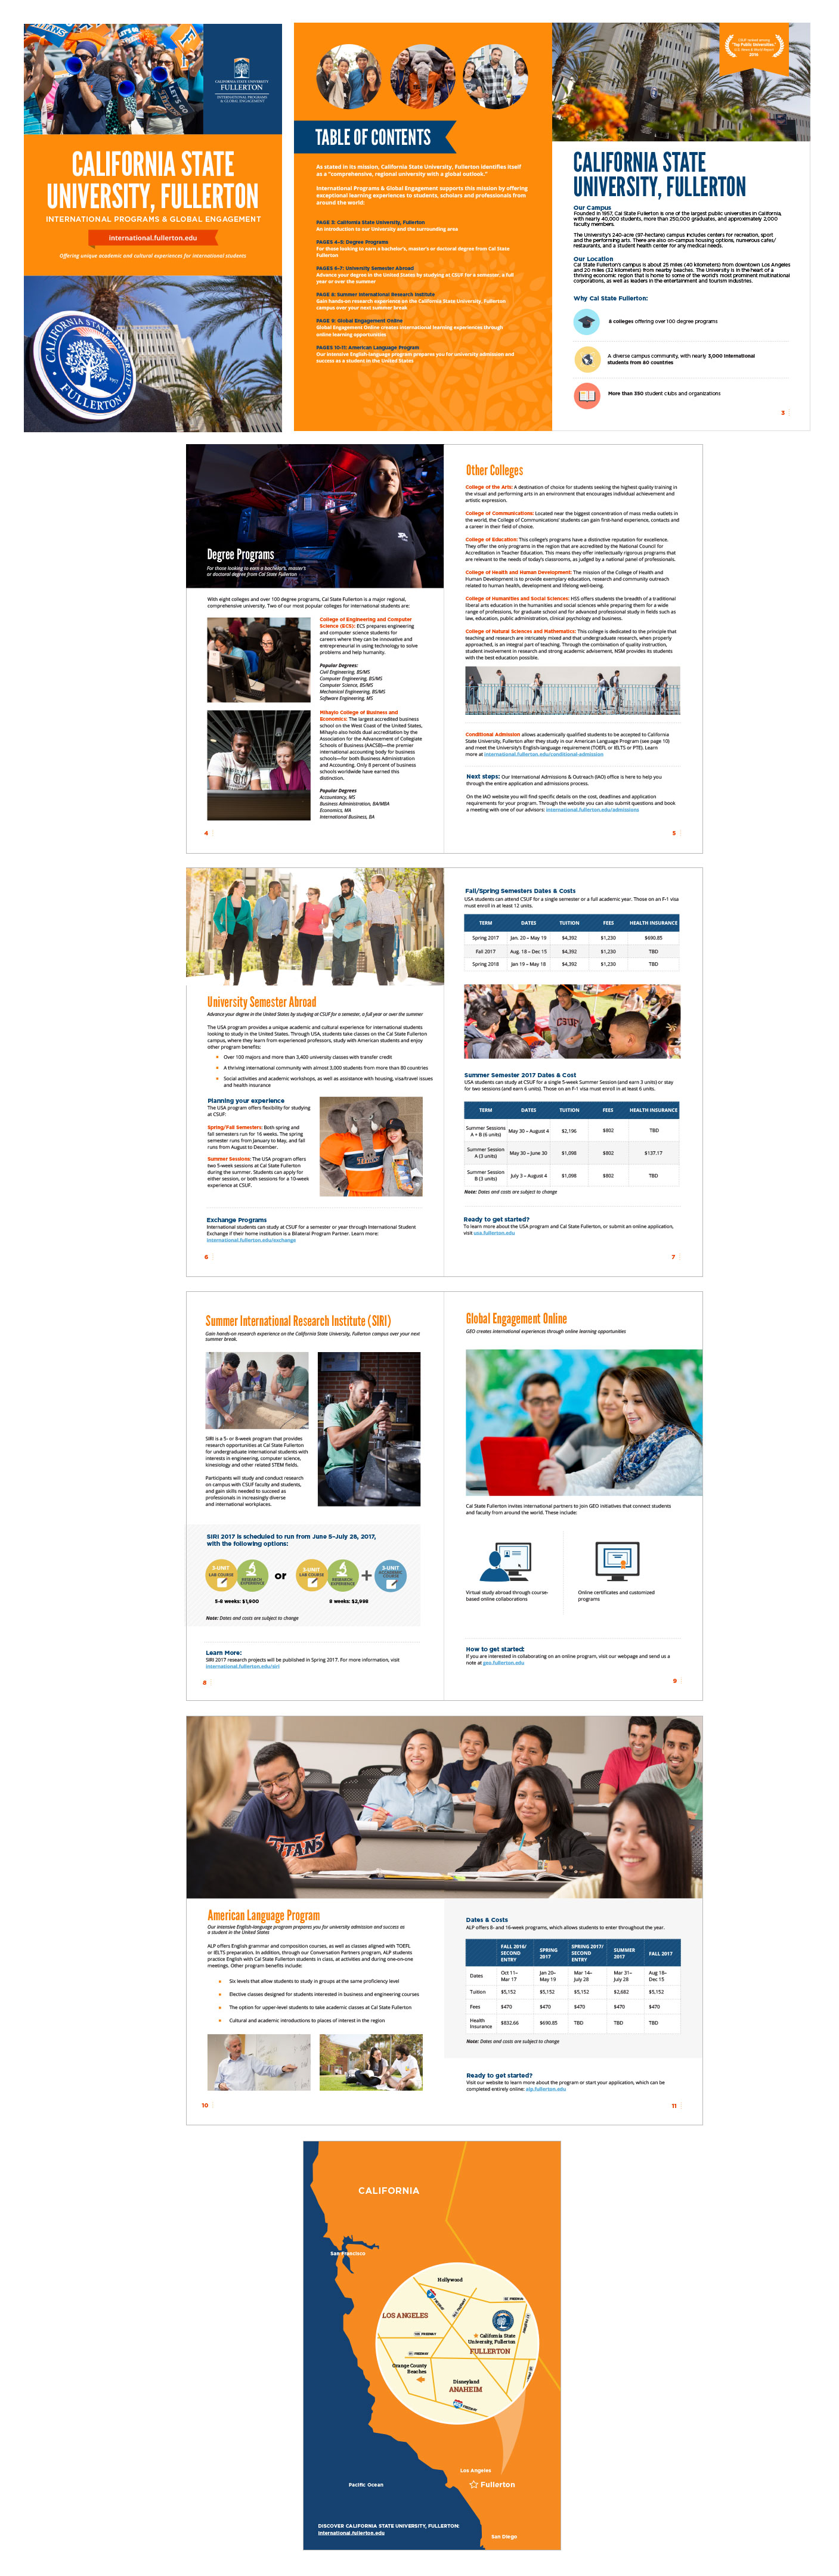 LET'S GO
CALIFORNIA STATE UNIVERSITY
FULLERTON
INTERNATIONAL PROGRAMS
& GLOBAL ENGAGEMENT
CALIFORNIA STATE
UNIVERSITY, FULLERTON
INTERNATIONAL PROGRAMS & GLOBAL ENGAGEMENT
international.fullerton.edu
Offering unique academic and cultural experiences for international students
CALIFORNIA STATE UNIVERSITY
1957
FULLERTON
TABLE OF CONTENTS
As stated in its mission, California State University, Fullerton identifies itself
as a "comprehensive, regional university with a global outlook."
International Programs & Global Engagement supports this mission by offering
exceptional learning experiences to students, scholars and professionals from
around the world:
PAGE 3: California State University, Fullerton
An introduction to our University and the surrounding area
PAGES 4-5: Degree Programs
For those looking to earn a bachelor's, master's or doctoral degree from Cal State
Fullerton
PAGES 6-7: University Semester Abroad
Advance your degree in the United States by studying at CSUF for a semester, a full
year or over the summer
PAGE 8: Summer International Research Institute
Gain hands-on research experience on the California State University, Fullerton
campus over your next summer break
PAGE 9: Global Engagement Online
Global Engagement Online creates international learning experiences through
online learning opportunities
PAGES 10-11: American Language Program
Our intensive English-language program prepares you for university admission and
success as a student in the United States
"Top Public Universities"
CALIFORNIA STATE
UNIVERSITY, FULLERTON
Our Campus
Founded in 1957, Cal State Fullerton is one of the largest public universities in California,
with nearly 40,000 students, more than 250,000 graduates, and approximately 2,000
faculty members.
The University's 240-acre (97-hectare) campus includes centers for recreation, sport
and the performing arts. There are also on-campus housing options, numerous cafes/
restaurants, and a student health center for any medical needs.
Our Location
Cal State Fullerton's campus is about 25 miles (40 kilometers) from downtown Los Angeles
and 20 miles (32 kilometers) from nearby beaches. The University is in the heart of a
thriving economic region that is home to some of the world's most prominent multinational
corporations, as well as leaders in the entertainment and tourism industries.
Why Cal State Fullerton:
8 colleges offering over 100 degree programs
A diverse campus community, with nearly 3,000 international
students from 80 countries
More than 350 student clubs and organizations
3
Degree Programs
For those looking to earn a bachelor's, master's
or doctoral degree from Cal State Fullerton
With eight colleges and over 100 degree programs, Cal State Fullerton is a major regional,
comprehensive university. Two of our most popular colleges for international students are:
College of Engineering and Computer
Science (ECS): ECS prepares engineering
and computer science students for
careers where they can be innovative and
entrepreneurial in using technology to solve
problems and help humanity.
Popular Degrees:
Civil Engineering, BS/MS
Computer Engineering, BS/MS
Computer Science, BS/MS
Mechanical Engineering, BS/MS
Software Engineering, MS
Mihaylo College of Business and
Economics: The largest accredited business
school on the West Coast of the United States,
Mihaylo also holds dual accreditation by the
Association for the Advancement of Collegiate
Schools of Business (AACSB)—the premier
international accrediting body for business
schools—for both Business Administration
and Accounting. Only 8 percent of business
schools worldwide have earned this
distinction.
Popular Degrees
Accountancy, MS
Business Administration, BA/MBA
Economics, MA
International Business, BA
4
Other Colleges
College of the Arts: A destination of choice for students seeking the highest quality training in
the visual and performing arts in an environment that encourages individual achievement and
artistic expression.
College of Communications: Located near the biggest concentration of mass media outlets in
the world, the College of Communications' students can gain first-hand experience, contacts and
a career in their field of choice.
College of Education: This college's programs have a distinctive reputation for excellence.
They offer the only programs in the region that are accredited by the National Council for
Accreditation in Teacher Education. This means they offer intellectually rigorous programs that
are relevant to the needs of today's classrooms, as judged by a national panel of professionals.
College of Health and Human Development: The mission of the College of Health and
Human Development is to provide exemplary education, research and community outreach
related to human health, development and lifelong well-being.
College of Humanities and Social Sciences: HSS offers students the breadth of a traditional
liberal arts education in the humanities and social sciences while preparing them for a wide
range of professions, for graduate school and for advanced professional study in fields such as
law, education, public administration, clinical psychology and business.
College of Natural Sciences and Mathematics: This college is dedicated to the principle that
teaching and research are intricately mixed and that undergraduate research, when properly
approached, is an integral part of teaching. Through the combination of quality instruction,
student involvement in research and strong academic advisement, NSM provides its students
with the best education possible.
Conditional Admission allows academically qualified students to be accepted to California
State University, Fullerton after they study in our American Language Program (see page 10)
and meet the University's English-language requirement (TOEFL or IELTS or PTE). Learn
more at international.fullerton.edu/conditional-admission
Next steps: Our International Admissions & Outreach (IAO) office is here to help you
through the entire application and admissions process.
On the IAO website you will find specific details on the cost, deadlines and application
requirements for your program. Through the website you can also submit questions and book
a meeting with one of our advisors: international.fullerton.edu/admissions
5
University Semester Abroad
Advance your degree in the United States by studying at CSUF for a semester, a full year or over the summer
The USA program provides a unique academic and cultural experience for international students
looking to study in the United States. Through USA, students take classes on the Cal State Fullerton
campus, where they learn from experienced professors, study with American students and enjoy
other program benefits:
Over 100 majors and more than 3,400 university classes with transfer credit
A thriving international community with almost 3,000 students from more than 80 countries
Social activities and academic workshops, as well as assistance with housing, visa/travel issues
and health insurance
Planning your experience
The USA program offers flexibility for studying
at CSUF:
Spring/Fall Semesters: Both spring and
fall semesters run for 16 weeks. The spring
semester runs from January to May, and fall
runs from August to December.
Summer Sessions: The USA program offers
two 5-week sessions at Cal State Fullerton
during the summer. Students can apply for
either session, or both sessions for a 10-week
experience at CSUF.
Exchange Programs
International students can study at CSUF for a semester or year through International Student
Exchange if their home institution is a Bilateral Program Partner. Learn more:
international.fullerton.edu/exchange
6
Fall/Spring Semesters Dates & Costs
USA students can attend CSUF for a single semester or a full academic year. Those on an F-1 visa
must enroll in at least 12 units.
TERM DATES TUITION FEES HEALTH INSURANCE
Spring 2017 Jan. 20 – May 19 $4,392 $1,230 $690.85
Fall 2017 Aug. 18 – Dec 15 $4,392 $1,230 TBD
Spring 2018 Jan 19 – May 18 $4,392 $1,230 TBD
CSUF
Summer Semester 2017 Dates & Cost
USA students can study at CSUF for a single 5-week Summer Session (and earn 3 units) or stay
for two sessions (and earn 6 units). Those on an F-1 visa must enroll in at least 6 units.
TERM DATES TUITION FEES HEALTH INSURANCE
Summer Sessions
A + B (6 units) May 30 – August 4 $2,196 $802 TBD
Summer Session
A (3 units) May 30 – June 30 $1,098 $802 $137.17
Summer Session
B (3 units) July 3 – August 4 $1,098 $802 TBD
Note: Dates and costs are subject to change
Ready to get started?
To learn more about the USA program and Cal State Fullerton, or submit an online application,
visit usa.fullerton.edu
7
Summer International Research Institute (SIRI)
Gain hands-on research experience on the California State University, Fullerton campus over your next
summer break.
SIRI is a 5- or 8-week program that provides
research opportunities at Cal State Fullerton
for undergraduate international students with
interests in engineering, computer science,
kinesiology and other related STEM fields.
Participants will study and conduct research
on campus with CSUF faculty and students,
and gain skills needed to succeed as
professionals in increasingly diverse
and international workplaces.
SIRI 2017 is scheduled to run from June 5–July 28, 2017,
with the following options:
3-UNIT
LAB COURSE
RESEARCH
EXPERIENCE
or
3-UNIT
LAB COURSE
RESEARCH
EXPERIENCE
+
3-UNIT
ACADEMIC
COURSE
5-8 weeks: $1,900
8 weeks: $2,998
Note: Dates and costs are subject to change
Learn More:
SIRI 2017 research projects will be published in Spring 2017. For more information, visit
international.fullerton.edu/siri
8
Global Engagement Online
GEO creates international experiences through online learning opportunities
Cal State Fullerton invites international partners to join GEO initiatives that connect students
and faculty from around the world. These include:
Virtual study abroad through course-
based online collaborations
Online certificates and customized
programs
How to get started:
If you are interested in collaborating on an online program, visit our webpage and send us a
note at geo.fullerton.edu
9
TITANS
American Language Program
Our intensive English-language program prepares you for university admission and success as
a student in the United States
ALP offers English grammar and composition courses, as well as classes aligned with TOEFL
or IELTS preparation. In addition, through our Conversation Partners program, ALP students
practice English with Cal State Fullerton students in class, at activities and during one-on-one
meetings. Other program benefits include:
Six levels that allow students to study in groups at the same proficiency level
Elective classes designed for students interested in business and engineering courses
The option for upper-level students to take academic classes at Cal State Fullerton
Cultural and academic introductions to places of interest in the region
10
Dates & Costs
ALP offers 8- and 16-week programs, which allows students to enter throughout the year.
FALL 2016/ SECOND ENTRY SPRING 2017 SPRING 2017/ SECOND ENTRY SUMMER 2017 FALL 2017
Dates Oct 11– Mar 17 Jan 20– May 19 Mar 14– July 28 Mar 31– July 28 Aug 18– Dec 15
Tuition $5,152 $5,152 $5,152 $2,682 $5,152
Fees $470 $470 $470 $470 $470
Health Insurance $832.66 $690.85 TBD TBD TBD
Note: Dates and costs are subject to change
Ready to get started?
Visit our website to learn more about the program or start your application, which can be
completed entirely online: alp.fullerton.edu
11
CALIFORNIA
San Francisco
Hollywood
LOS ANGELES
FREEWAY
California State
University, Fullerton
FULLERTON
FREEWAY
Orange County
Beaches
Disneyland
ANAHEIM
Los Angeles
Pacific Ocean
Fullerton
DISCOVER CALIFORNIA STATE UNIVERSITY, FULLERTON:
international.fullerton.edu
San Diego